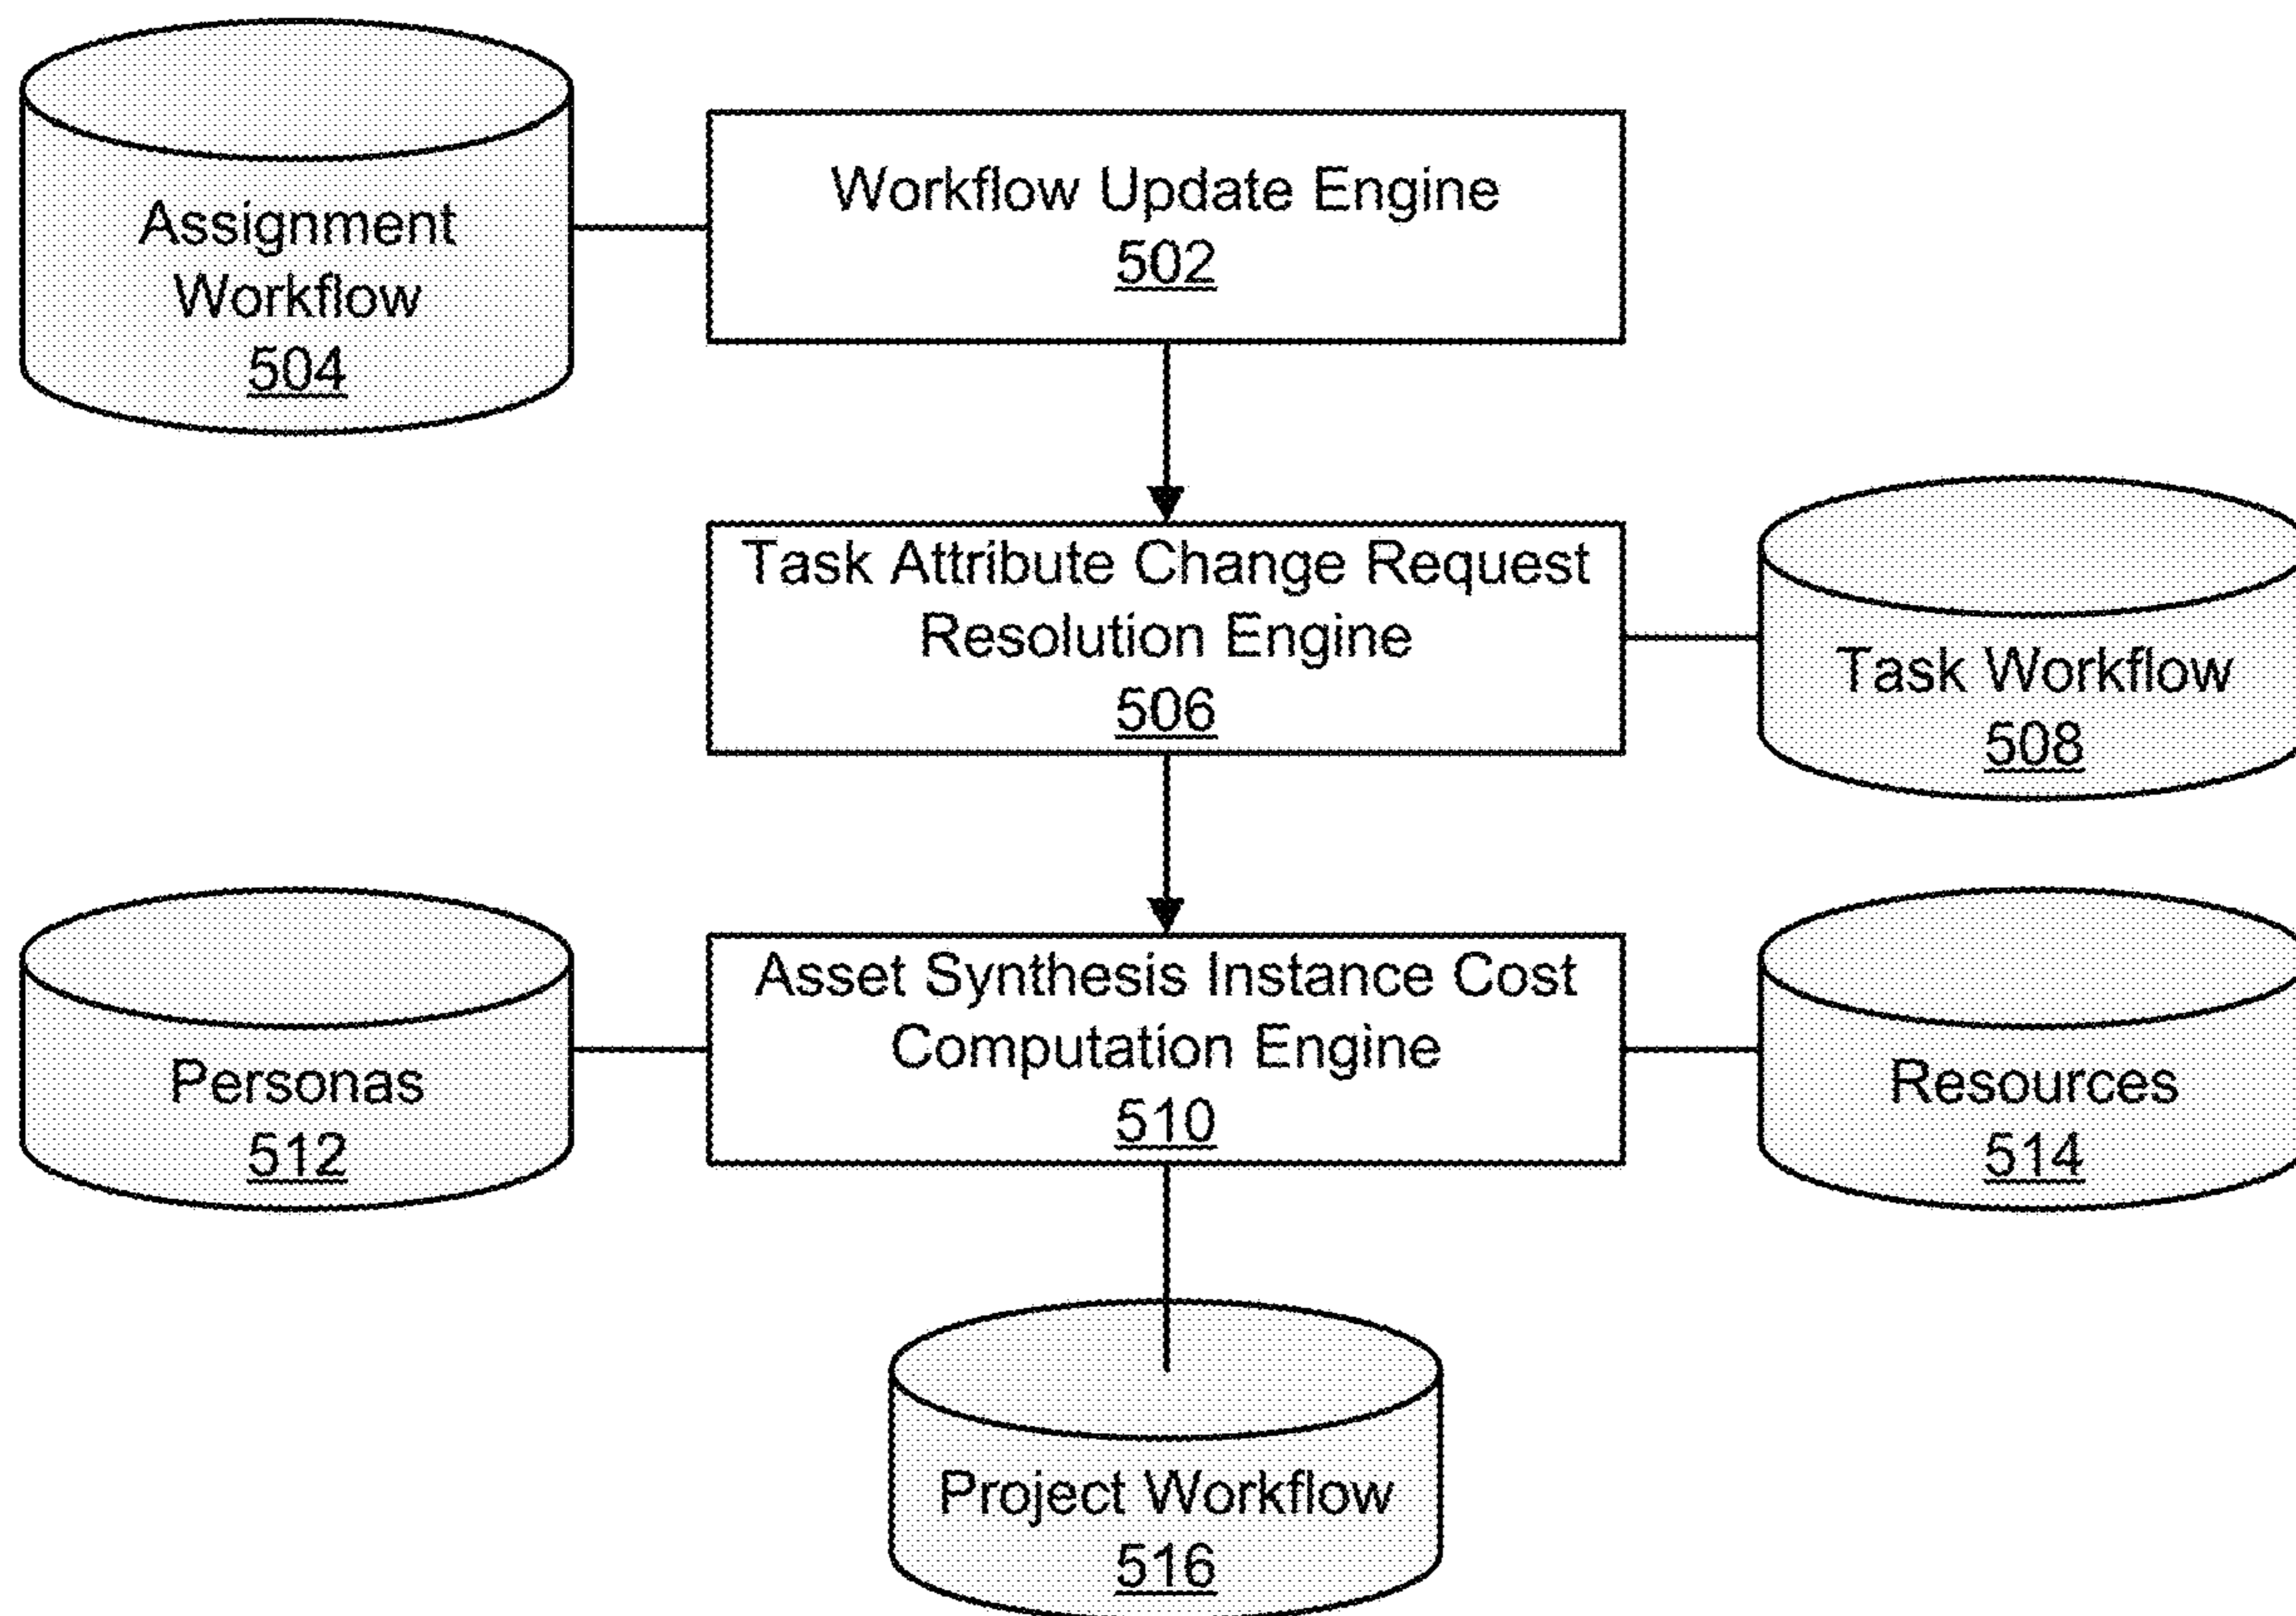 Assignment
Workflow
504
Workflow Update Engine
502
Task Attribute Change Request
Resolution Engine
506
Task Workflow
508
Personas
512
Asset Synthesis Instance Cost
Computation Engine
510
Resources
514
Project Workflow
516